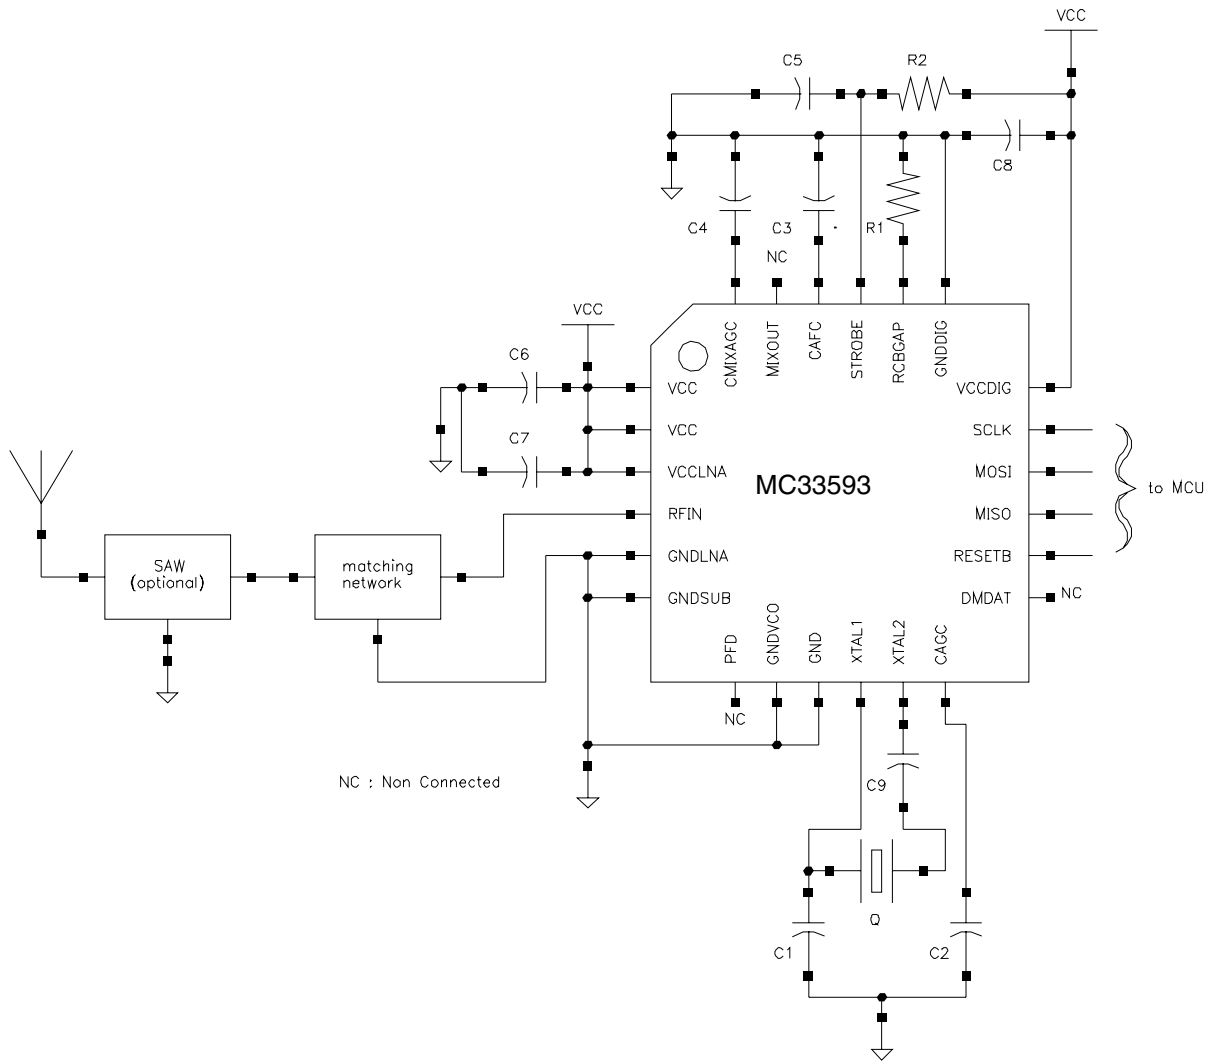 VCC
C5
R2
C8
C4
C3
R1
NC
VCC
C6
C7
CMIXAGC
MIXOUT
CAFC
STROBE
RCBGAP
GNDDIG
VCC
VCC
VCCLNA
RFIN
GNDLNA
GNDSUB
MC33593
VCCDIG
SCLK
MOSI
MISO
RESETB
DMDAT
NC
to MCU
SAW
(optional)
matching
network
PFD
GNDVCO
GND
XTAL1
XTAL2
CAGC
NC
NC : Non Connected
C9
Q
C1
C2